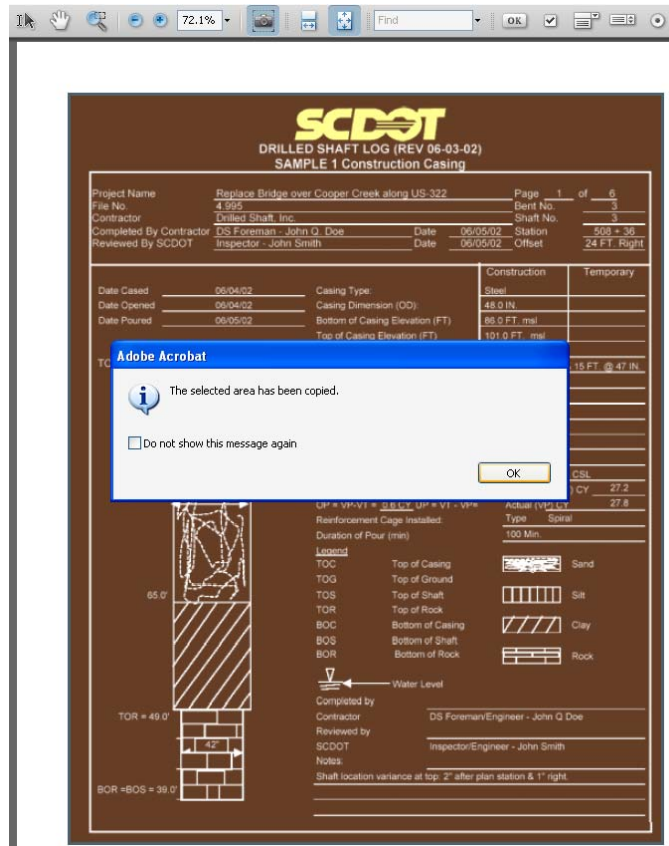 72.1%
Find
OK
SCDOT
DRILLED SHAFT LOG (REV 06-03-02)
SAMPLE 1 Construction Casing
Project Name Replace Bridge over Cooper Creek along US-322 Page 1 of 6
File No. 4.995 Bent No. 3
Contractor Drilled Shaft, Inc. Shaft No. 3
Completed By Contractor DS Foreman - John Q. Doe Date 06/05/02 Station 508 + 36
Reviewed By SCDOT Inspector - John Smith Date 06/05/02 Offset 24 FT. Right
Construction Temporary
Date Cased 06/04/02 Casing Type: Steel
Date Opened 06/04/02 Casing Dimension (OD): 48.0 IN.
Date Poured 06/05/02 Bottom of Casing Elevation (FT) 86.0 FT. msl
Top of Casing Elevation (FT) 101.0 FT. msl
15 FT. @ 47 IN.
Adobe Acrobat
The selected area has been copied.
Do not show this message again
OK
CSL
CY 27.2
OP = VP-VT = 0.6 CY UP = VT - VP= Actual (VP) CY 27.8
Reinforcement Cage Installed: Type Spiral
Duration of Pour (min) 100 Min.
Legend
TOC Top of Casing Sand
TOG Top of Ground
TOS Top of Shaft Silt
TOR Top of Rock
BOC Bottom of Casing Clay
BOS Bottom of Shaft
BOR Bottom of Rock Rock
65.0'
Water Level
Completed by
TOR = 49.0' Contractor DS Foreman/Engineer - John Q Doe
Reviewed by
42" SCDOT Inspector/Engineer - John Smith
Notes:
Shaft location variance at top: 2" after plan station & 1" right.
BOR =BOS = 39.0'